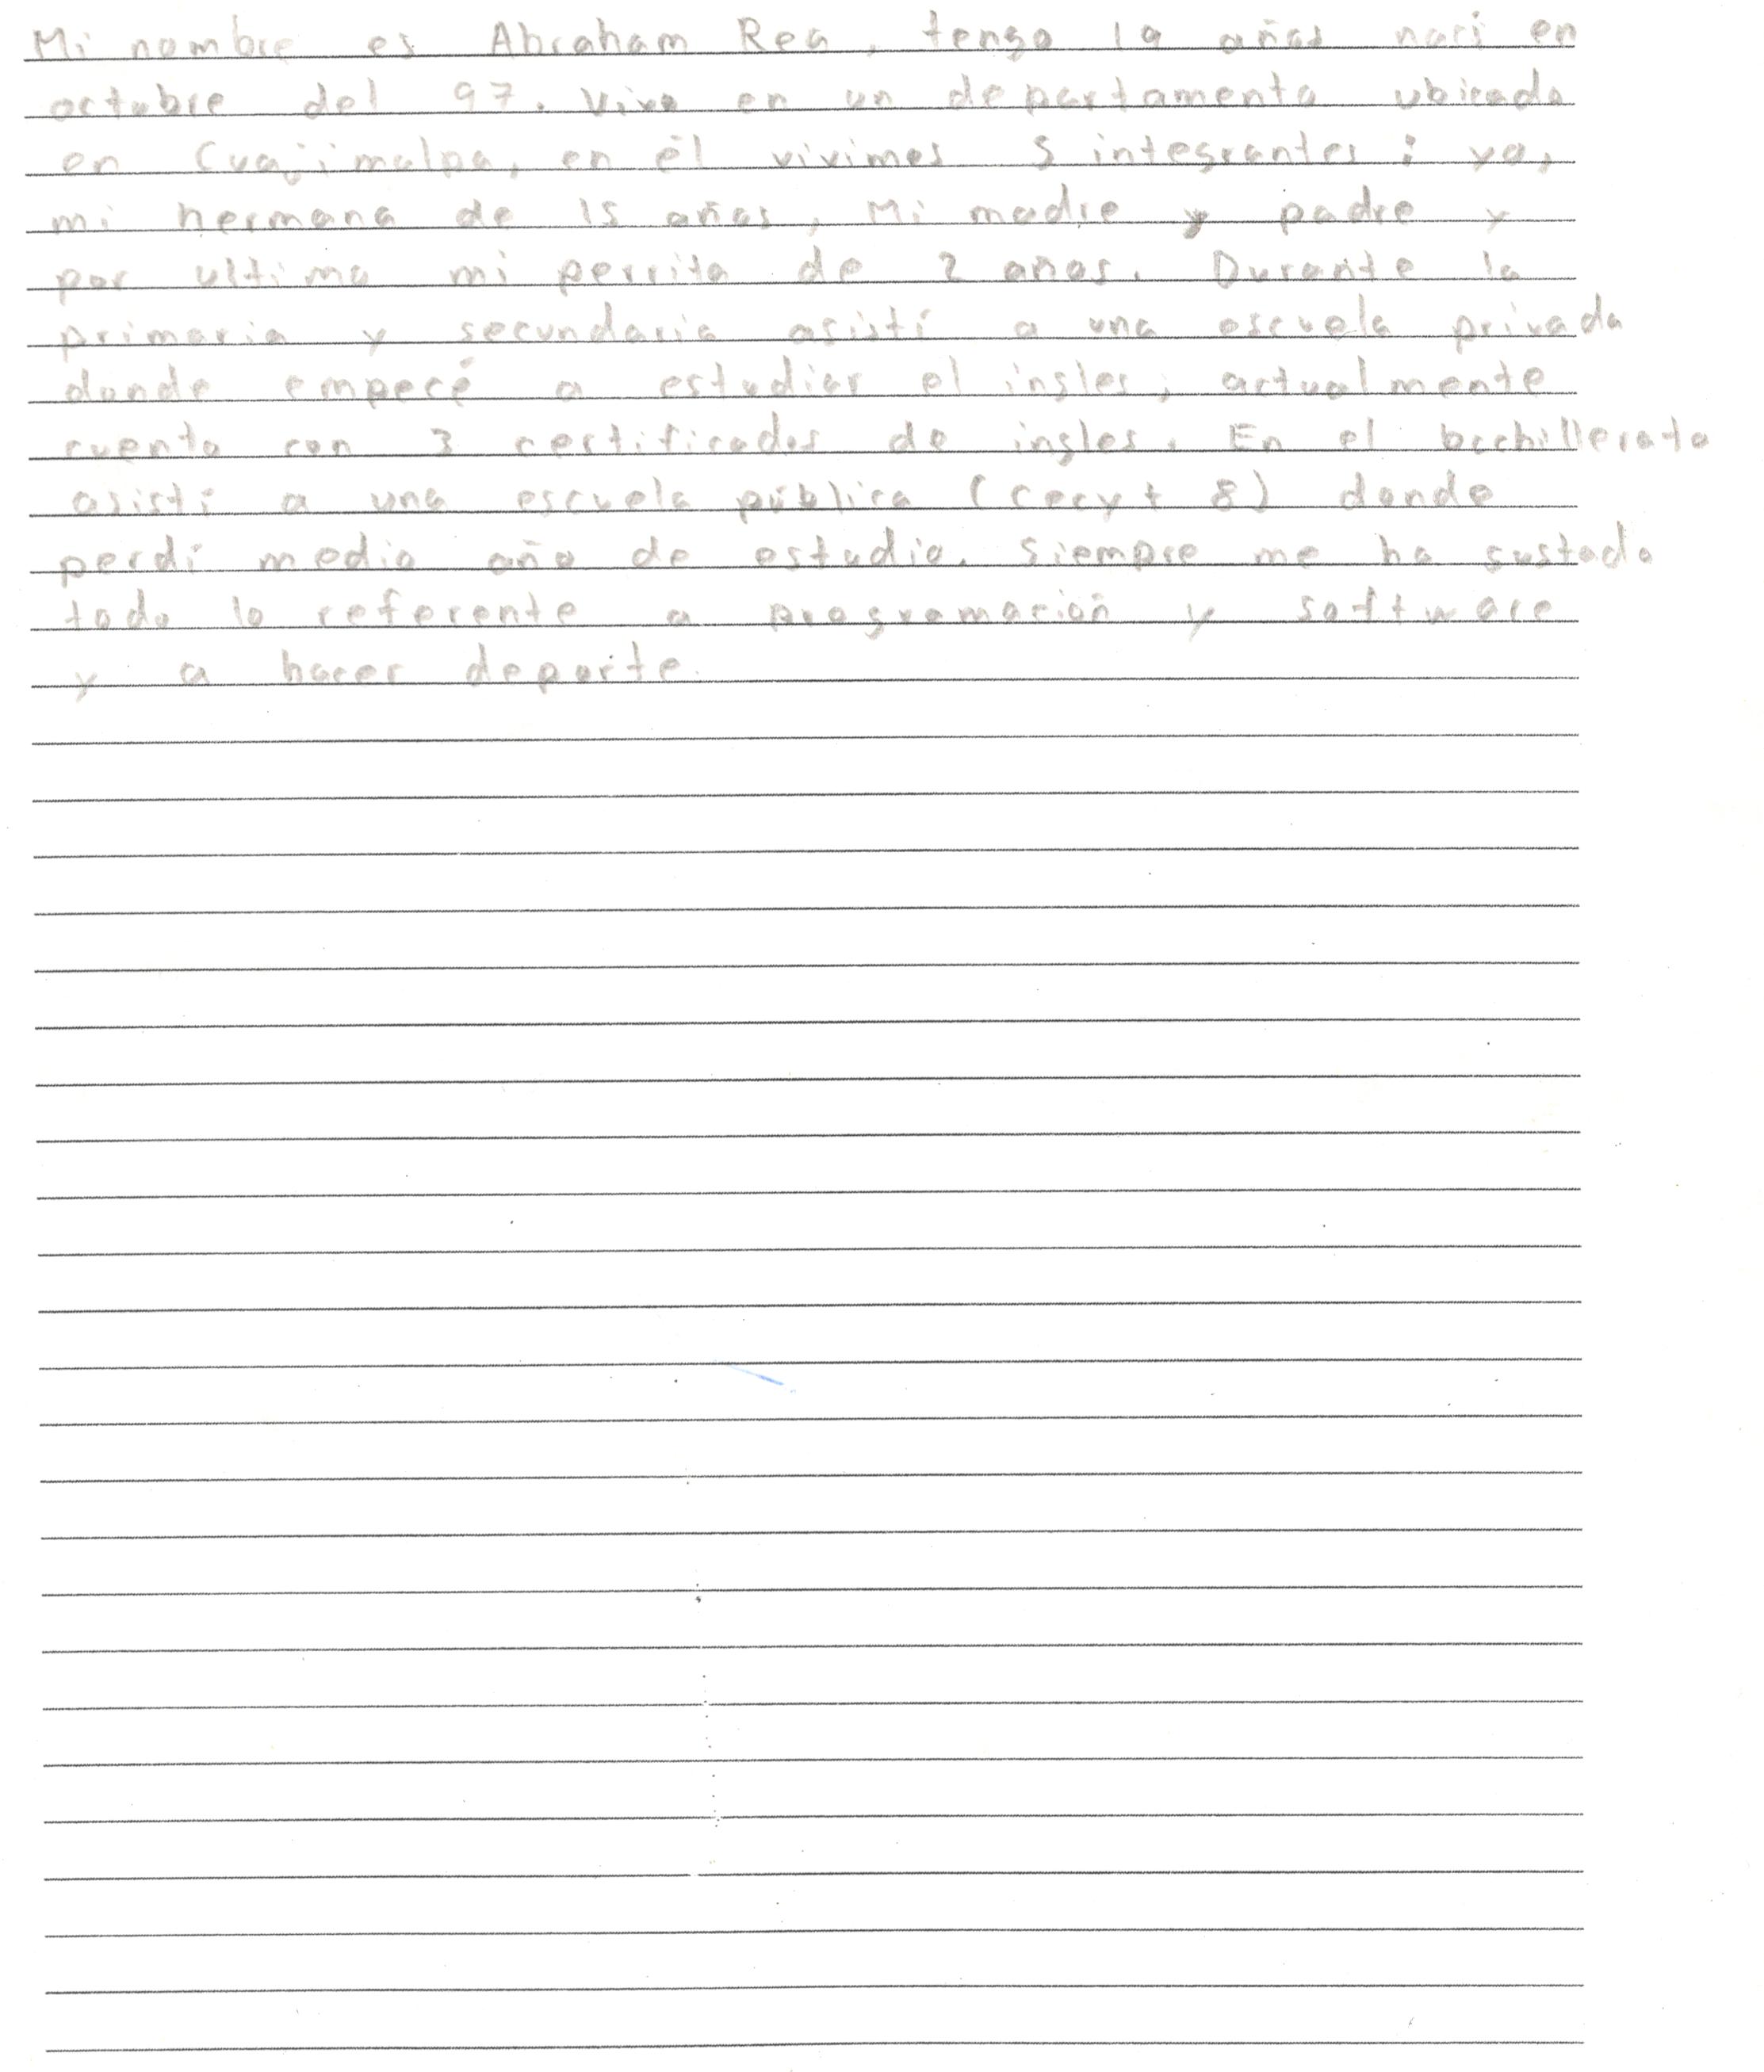 Mi nombre es Abraham Rea, tengo 19 años nací en
octubre del 97. Vivo en un departamento ubicado
en Cuajimalpa, en él vivimos 5 integrantes: yo,
mi hermana de 15 años, Mi madre y padre y
por ultimo mi perrita de 2 años. Durante la
primaria y secundaria asistí a una escuela privada
donde empecé a estudiar el ingles, actualmente
cuento con 3 certificados de ingles. En el bachillerato
asistí a una escuela pública (Cecyt 8) donde
perdí medio año de estudio. Siempre me ha gustado
todo lo referente a programación y software
y a hacer deporte.